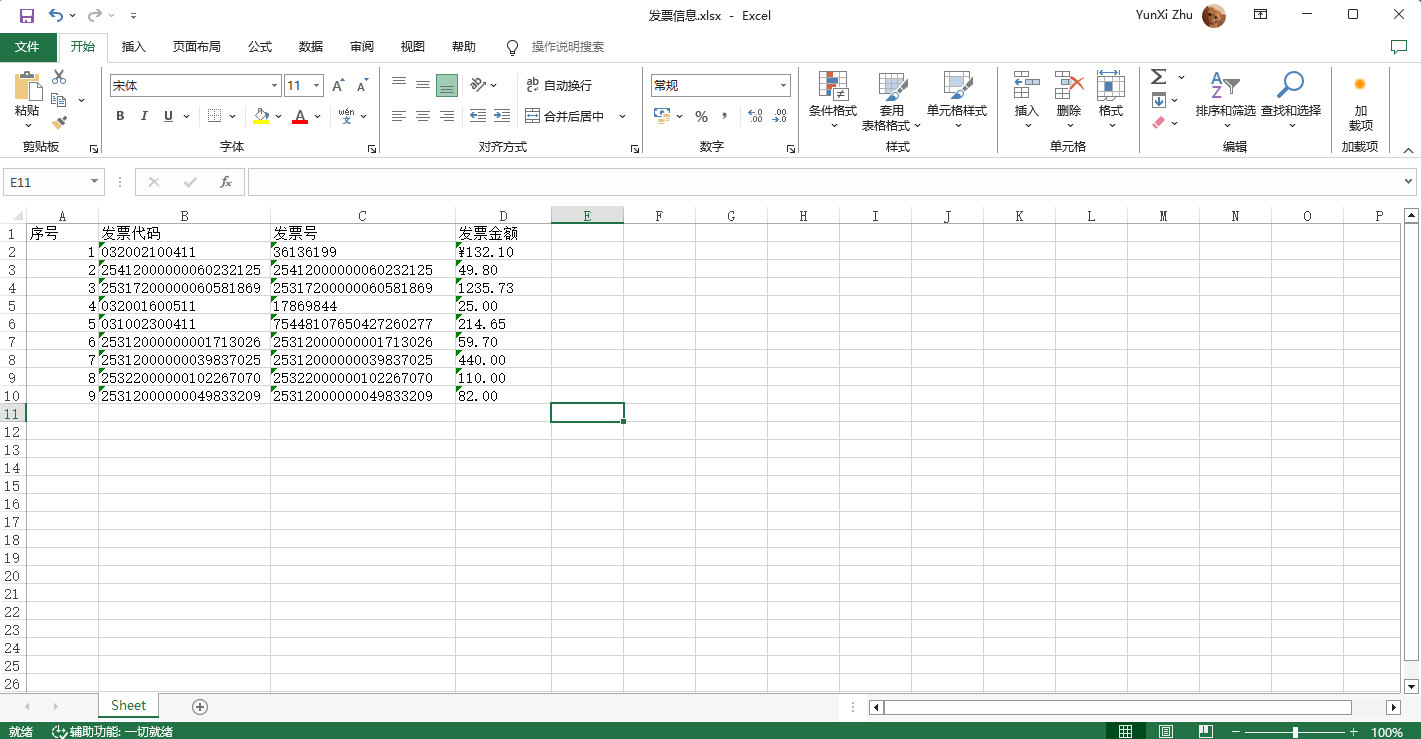 发票信息.xlsx - Excel
YunXi Zhu
文件 开始 插入 页面布局 公式 数据 审阅 视图 帮助 操作说明搜索
宋体 11 A A 自动换行 常规
粘贴 B I U A wén 文 合并后居中 % , 条件格式 套用 表格格式 单元格样式 插入 删除 格式 排序和筛选 查找和选择 加 载项
剪贴板 字体 对齐方式 数字 样式 单元格 编辑 加载项
E11 fx
A B C D E F G H I J K L M N O P
1 序号 发票代码 发票号 发票金额
2 1 032002100411 36136199 ¥132.10
3 2 25412000000060232125 25412000000060232125 49.80
4 3 25317200000060581869 25317200000060581869 1235.73
5 4 032001600511 17869844 25.00
6 5 031002300411 75448107650427260277 214.65
7 6 25312000000001713026 25312000000001713026 59.70
8 7 25312000000039837025 25312000000039837025 440.00
9 8 25322000000102267070 25322000000102267070 110.00
10 9 25312000000049833209 25312000000049833209 82.00
11
12
13
14
15
16
17
18
19
20
21
22
23
24
25
26
Sheet
就绪 辅助功能: 一切就绪 100%